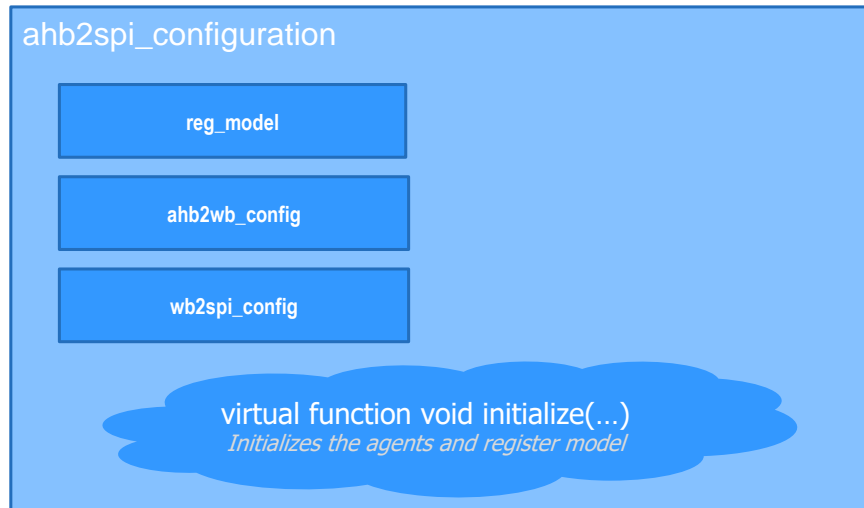 ahb2spi_configuration
reg_model
ahb2wb_config
wb2spi_config
virtual function void initialize(…)
Initializes the agents and register model